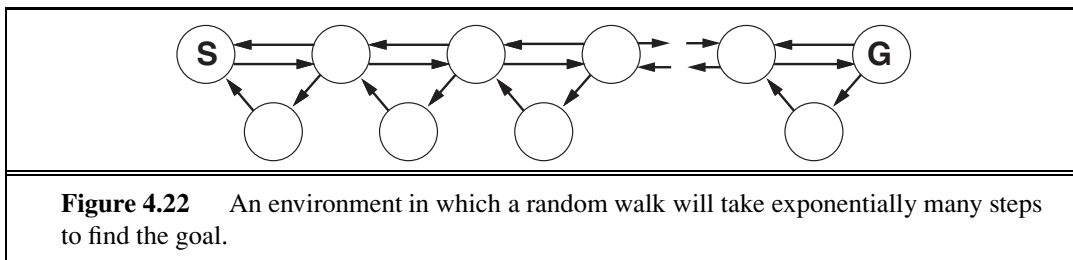 S G
Figure 4.22 An environment in which a random walk will take exponentially many steps
to find the goal.